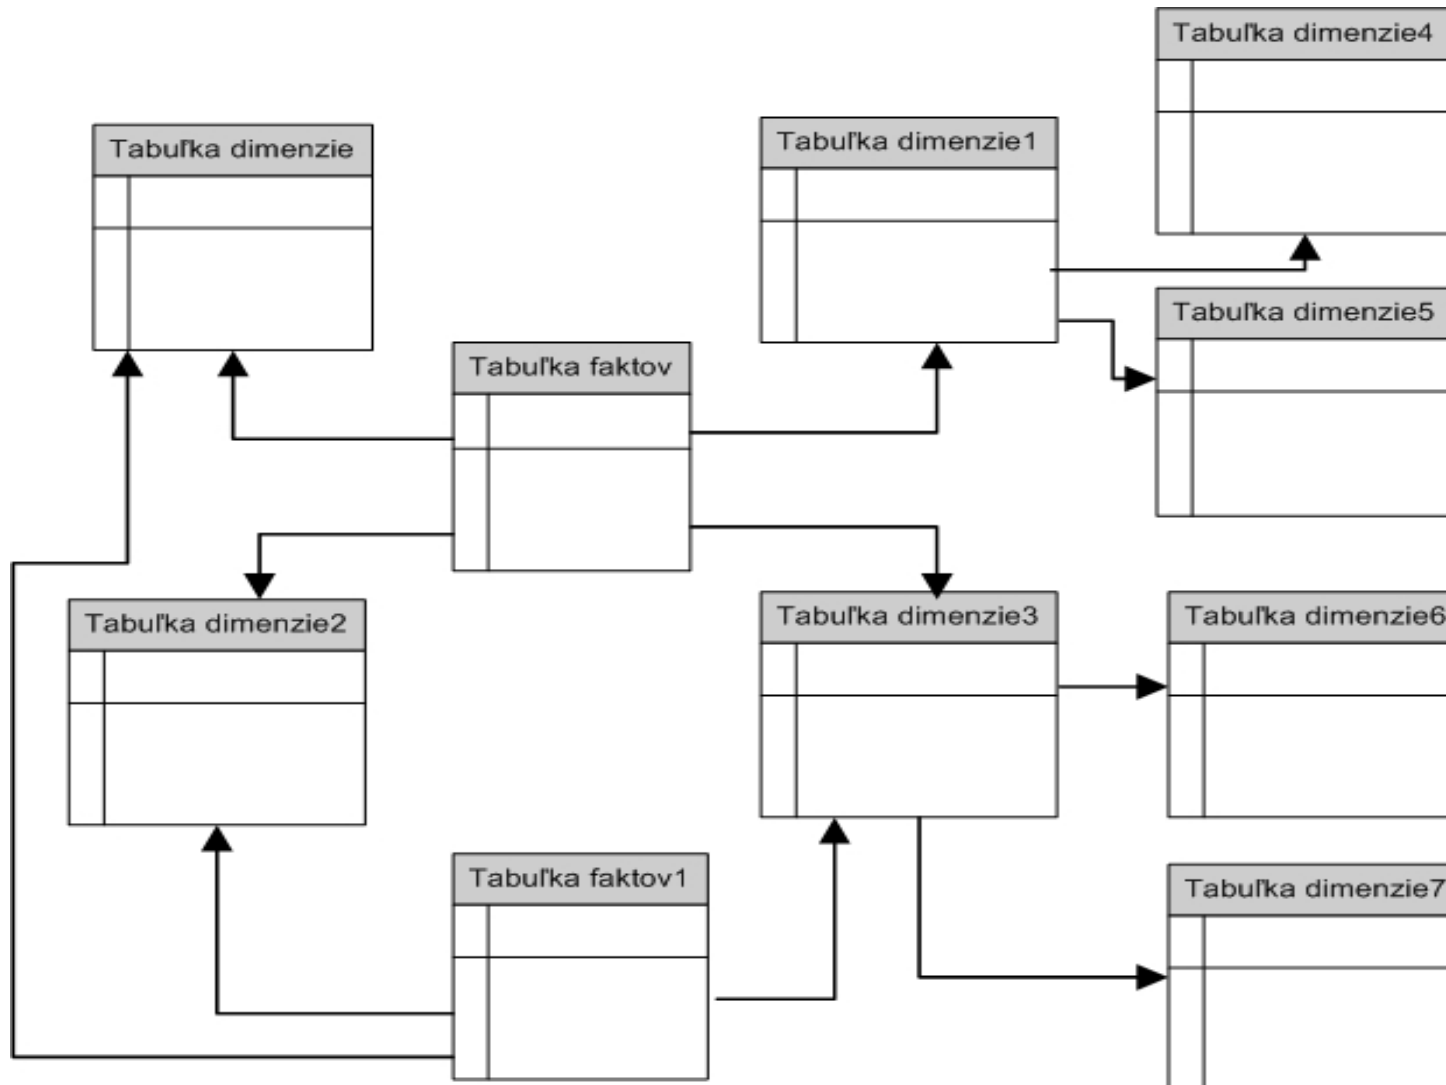 Tabuľka dimenzie4
Tabuľka dimenzie
Tabuľka dimenzie1
Tabuľka dimenzie5
Tabuľka faktov
Tabuľka dimenzie2
Tabuľka dimenzie3
Tabuľka dimenzie6
Tabuľka faktov1
Tabuľka dimenzie7